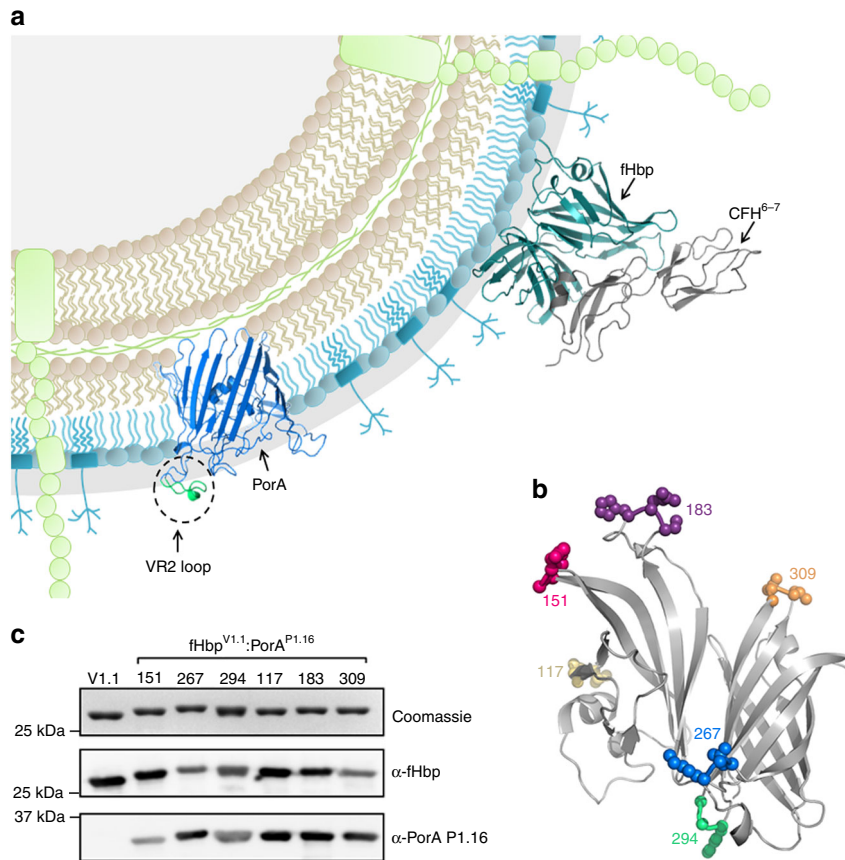 a
fHbp
CFH⁶⁻⁷
PorA
VR2 loop
b
183
151
309
117
267
294
c
fHbpⱽ¹·¹:PorAᴾ¹·¹⁶
V1.1 151 267 294 117 183 309
Coomassie
25 kDa
α-fHbp
25 kDa
37 kDa
α-PorA P1.16